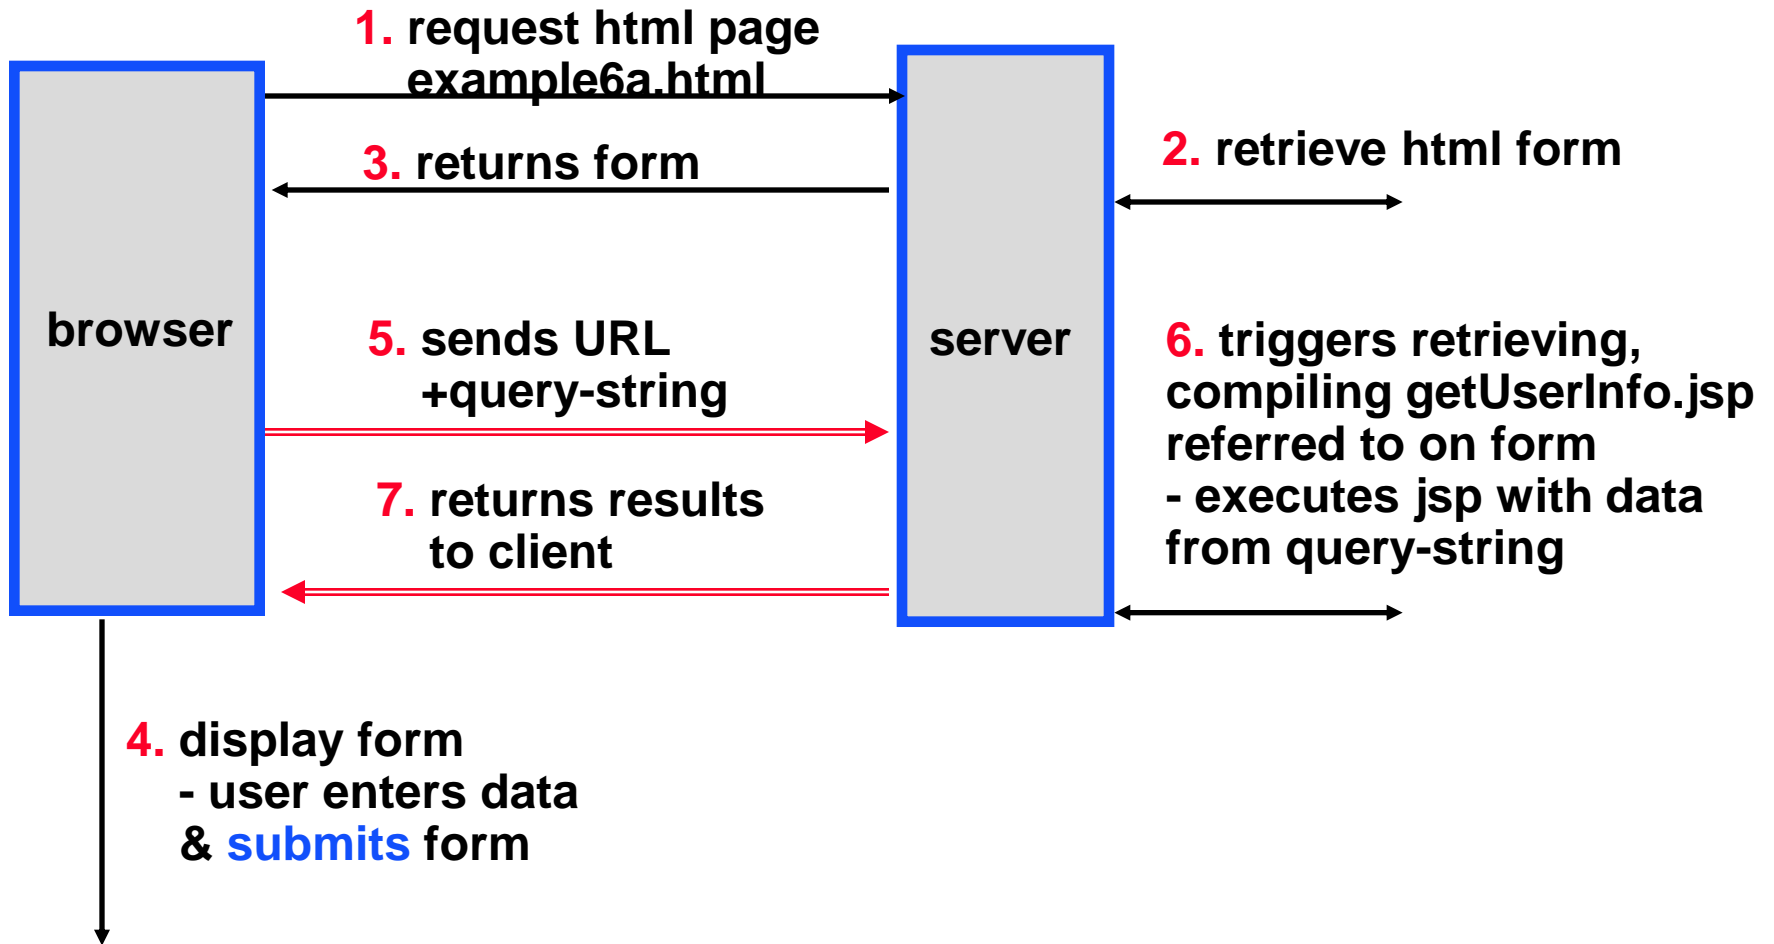 1. request html page
example6a.html
3. returns form
2. retrieve html form
browser
server
5. sends URL
+query-string
6. triggers retrieving,
compiling getUserInfo.jsp
referred to on form
- executes jsp with data
from query-string
7. returns results
to client
4. display form
- user enters data
& submits form